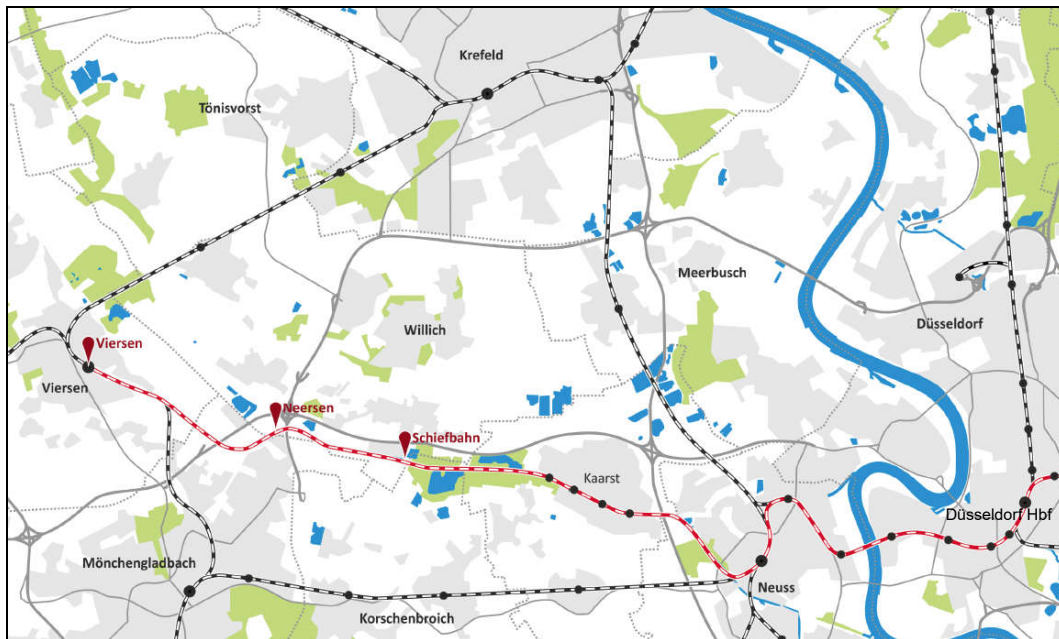 Krefeld
Tönisvorst
Meerbusch
Willich
Düsseldorf
Viersen
Viersen
Neersen
Schiefbahn
Kaarst
Düsseldorf Hbf
Mönchengladbach
Neuss
Korschenbroich